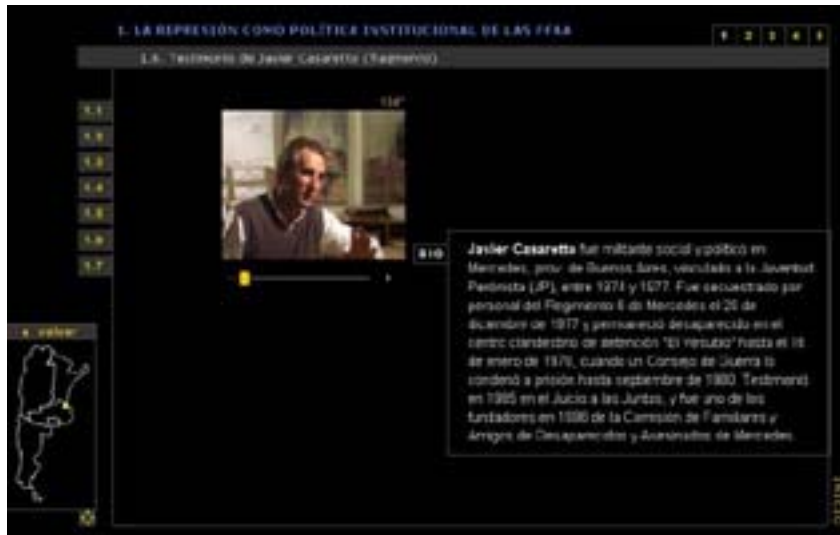 1. LA REPRESIÓN COMO POLÍTICA INSTITUCIONAL DE LAS FFAA
1 2 3 4 5
1.6. Testimonio de Javier Casaretto (fragmento)
1.1
1.2
1.3
1.4
1.5
1.6
1.7
BIO
Javier Casaretto fue militante social y político en
Mercedes, prov. de Buenos Aires, vinculado a la Juventud
Peronista (JP), entre 1974 y 1977. Fue secuestrado por
personal del Regimiento 6 de Mercedes el 20 de
diciembre de 1977 y permaneció desaparecido en el
centro clandestino de detención "El Vesubio" hasta el
de enero de 1978, cuando un Consejo de Guerra lo
condenó a prisión hasta septiembre de 1980. Testimonió
en 1985 en el Juicio a las Juntas, y fue uno de los
fundadores en 1986 de la Comisión de Familiares y
Amigos de Desaparecidos y Asesinados de Mercedes.
volver